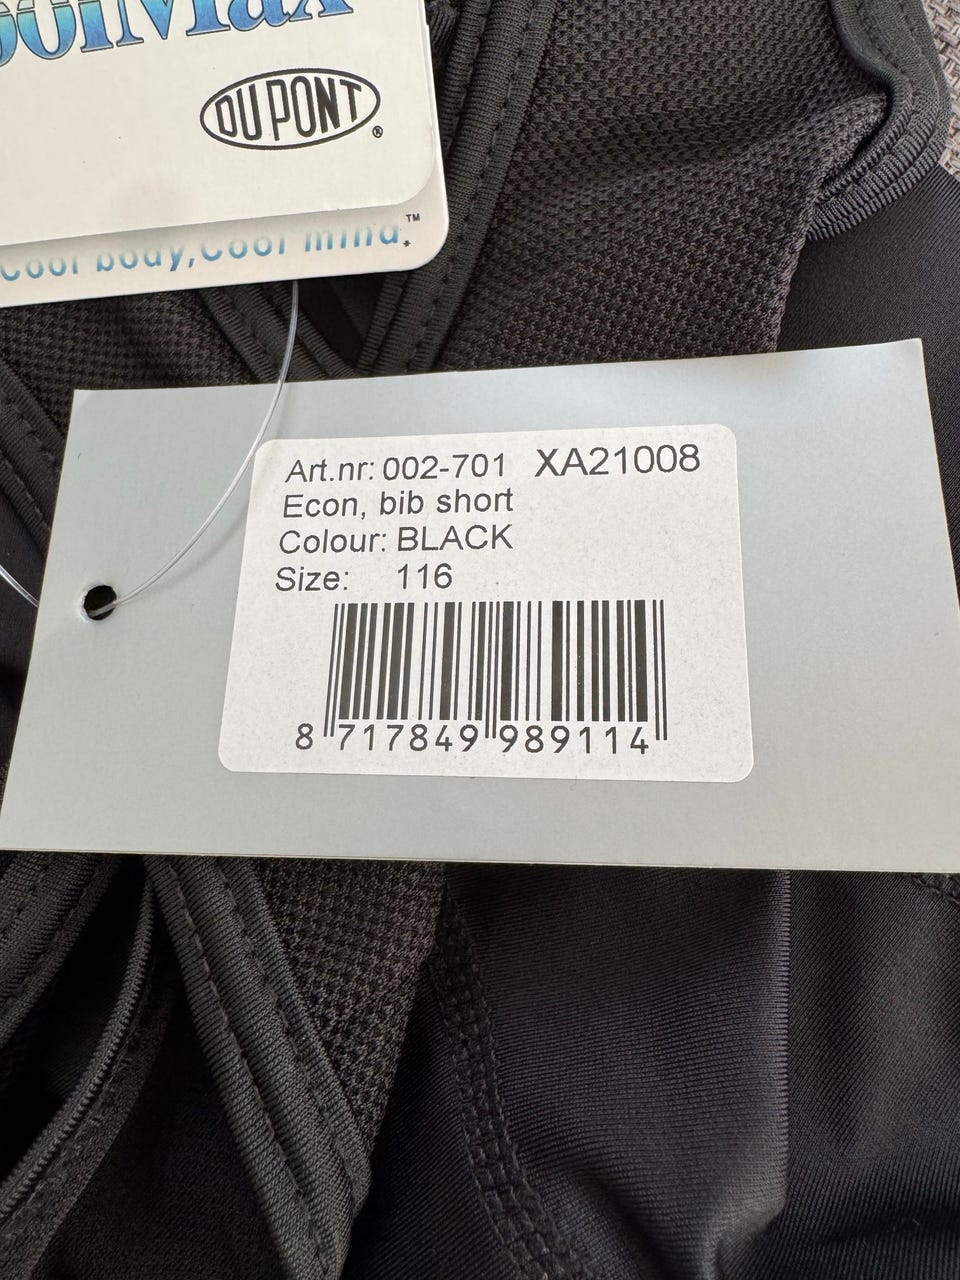 DU PONT®
Cool body, Cool mind.™
Art.nr: 002-701 XA21008
Econ, bib short
Colour: BLACK
Size: 116
8 717849 989114